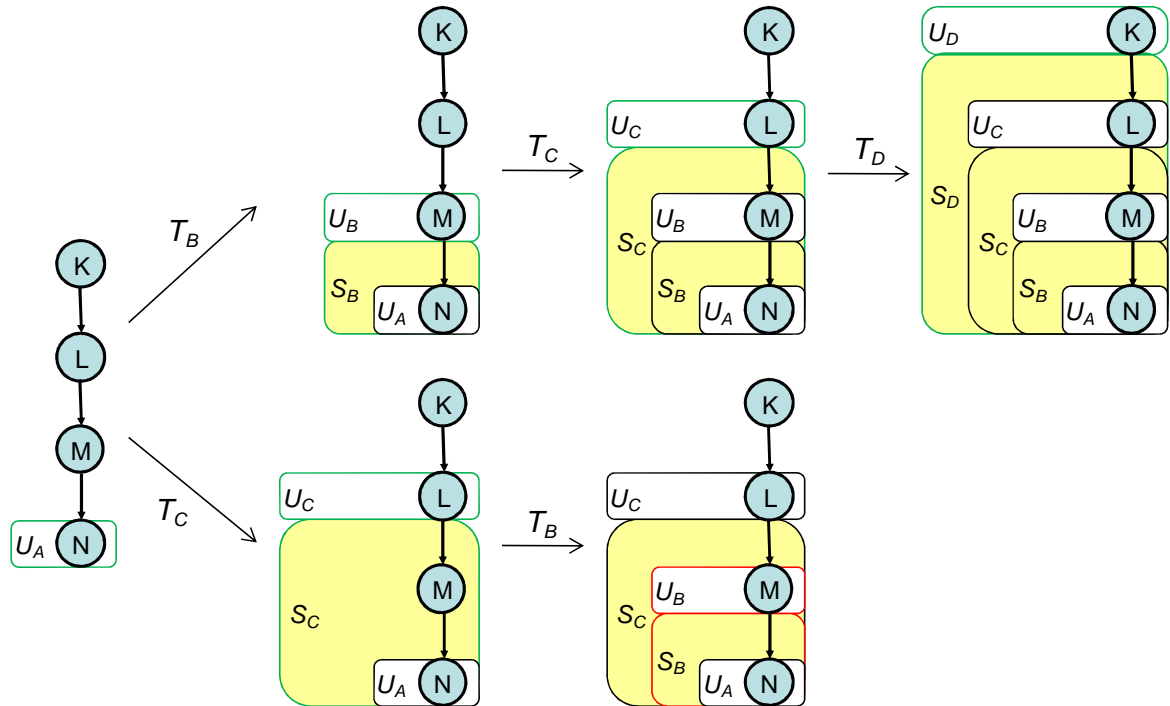 K
L
M
U_A N
T_B
K
L
U_B M
S_B
U_A N
T_C
K
U_C L
U_B M
S_C
S_B
U_A N
T_D
U_D K
U_C L
S_D
U_B M
S_C
S_B
U_A N
T_C
K
U_C L
M
S_C
U_A N
T_B
K
U_C L
U_B M
S_C
S_B
U_A N